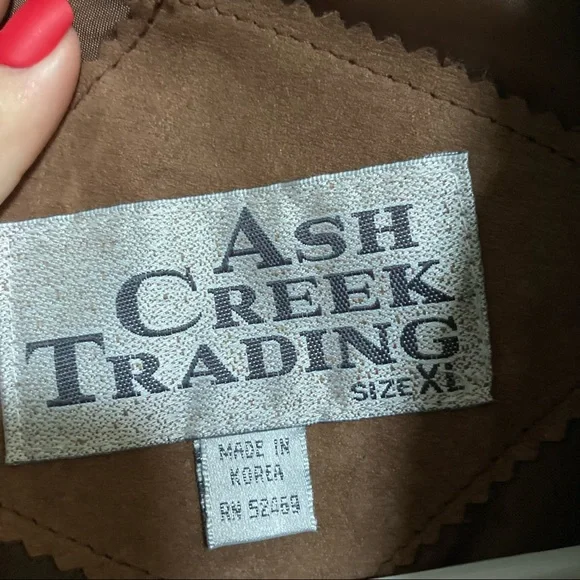 ASH
CREEK
TRADING
SIZE XL
MADE IN
KOREA
RN 52469